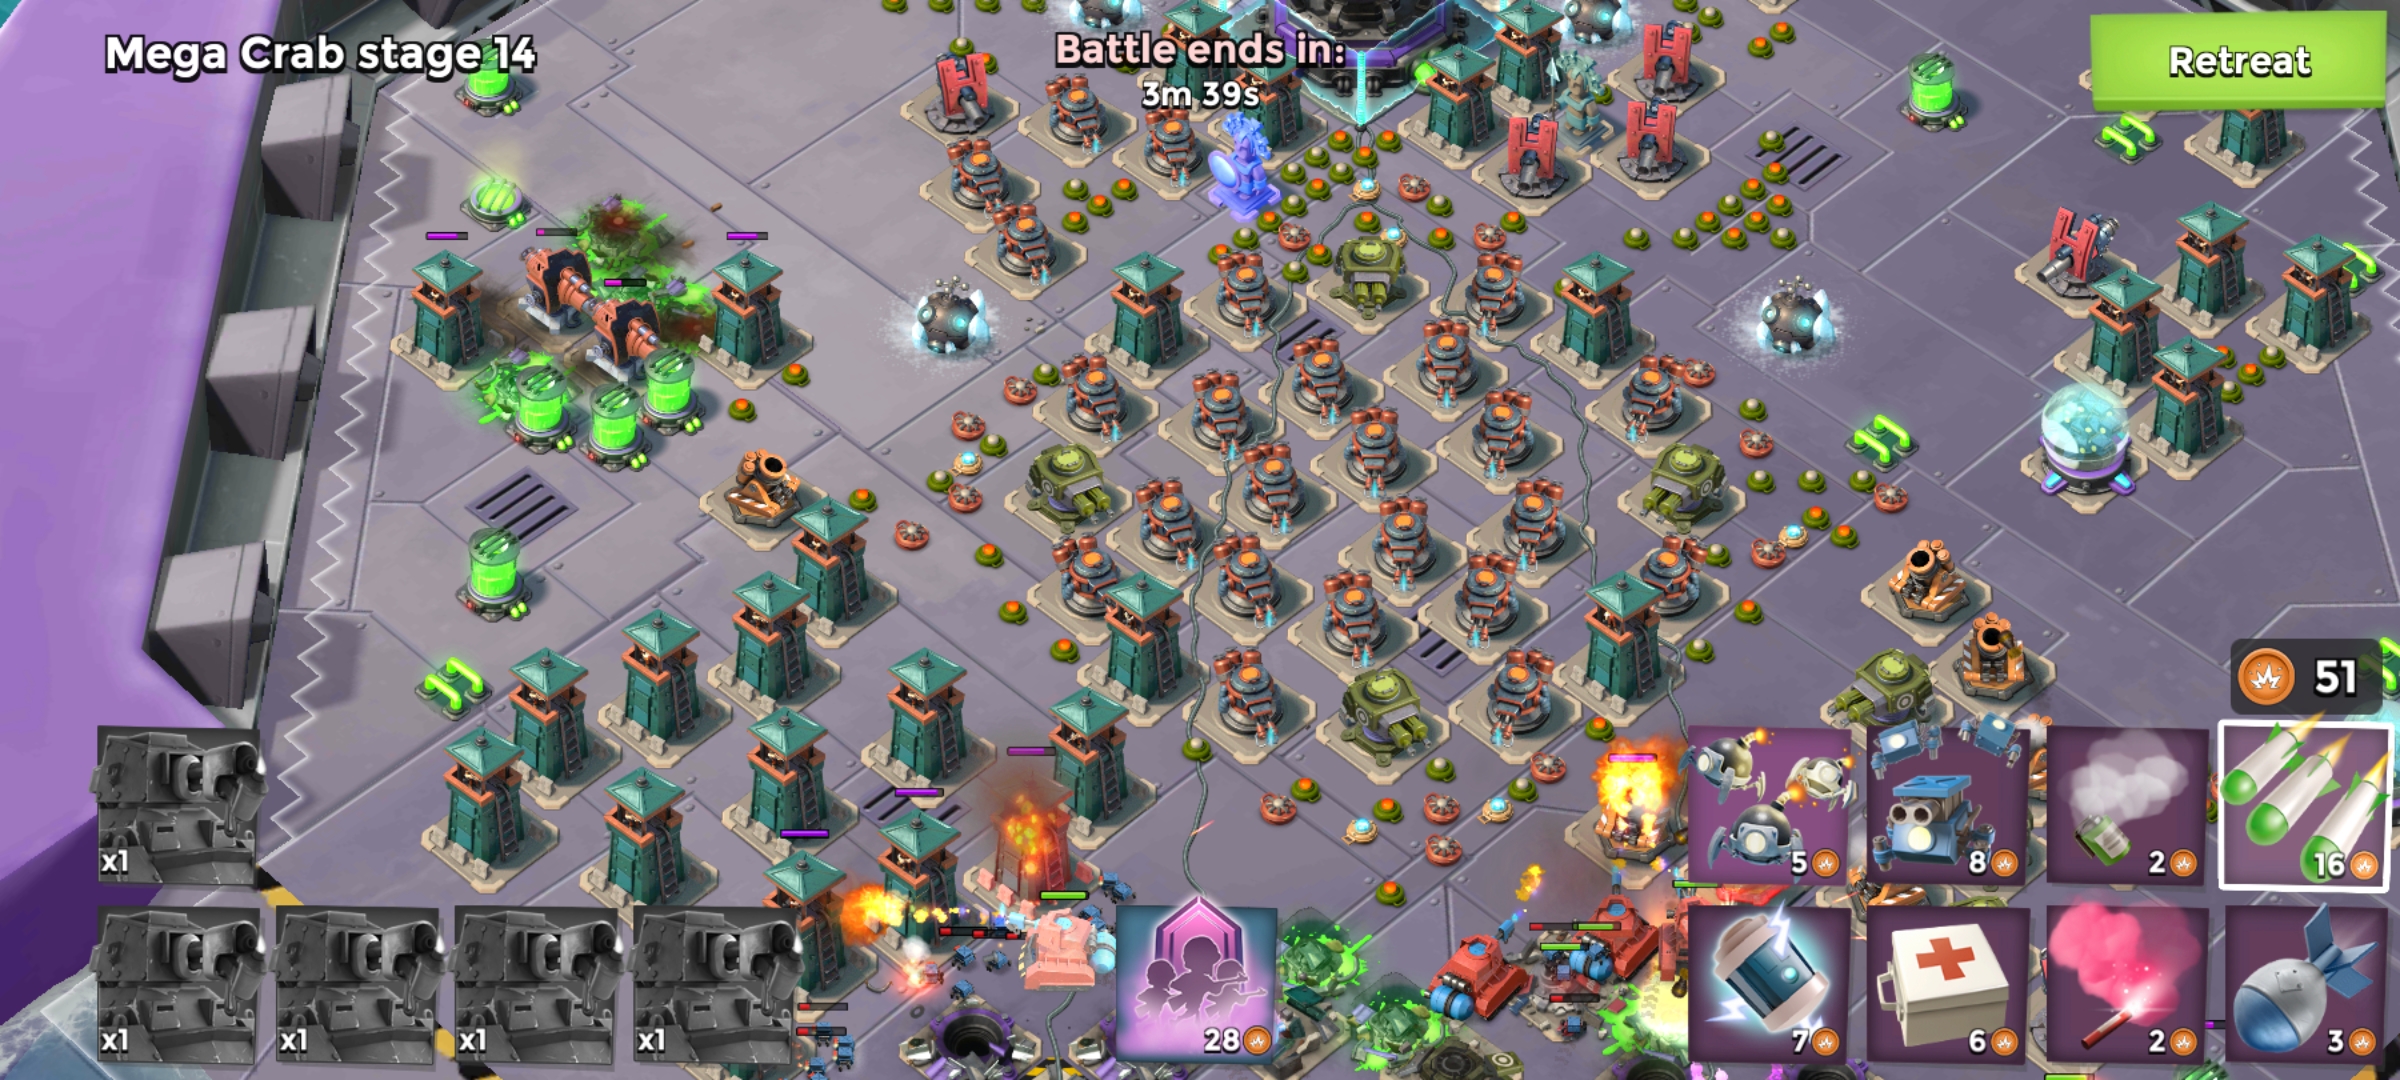 Mega Crab stage 14
Battle ends in:
3m 39s
Retreat
51
x1
5
8
2
16
x1
x1
x1
x1
28
7
6
2
3